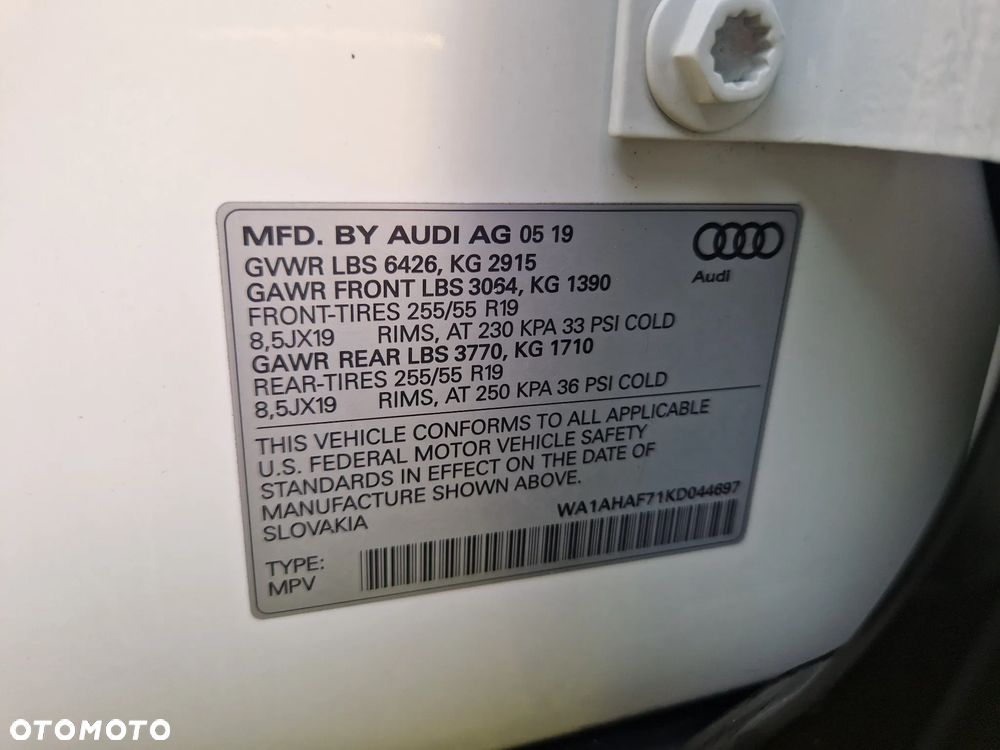 MFD. BY AUDI AG 05 19
GVWR LBS 6426, KG 2915
GAWR FRONT LBS 3064, KG 1390
FRONT-TIRES 255/55 R19
8,5JX19 RIMS, AT 230 KPA 33 PSI COLD
GAWR REAR LBS 3770, KG 1710
REAR-TIRES 255/55 R19
8,5JX19 RIMS, AT 250 KPA 36 PSI COLD
Audi
THIS VEHICLE CONFORMS TO ALL APPLICABLE
U.S. FEDERAL MOTOR VEHICLE SAFETY
STANDARDS IN EFFECT ON THE DATE OF
MANUFACTURE SHOWN ABOVE.
SLOVAKIA
WA1AHAF71KD044697
TYPE:
MPV
OTOMOTO